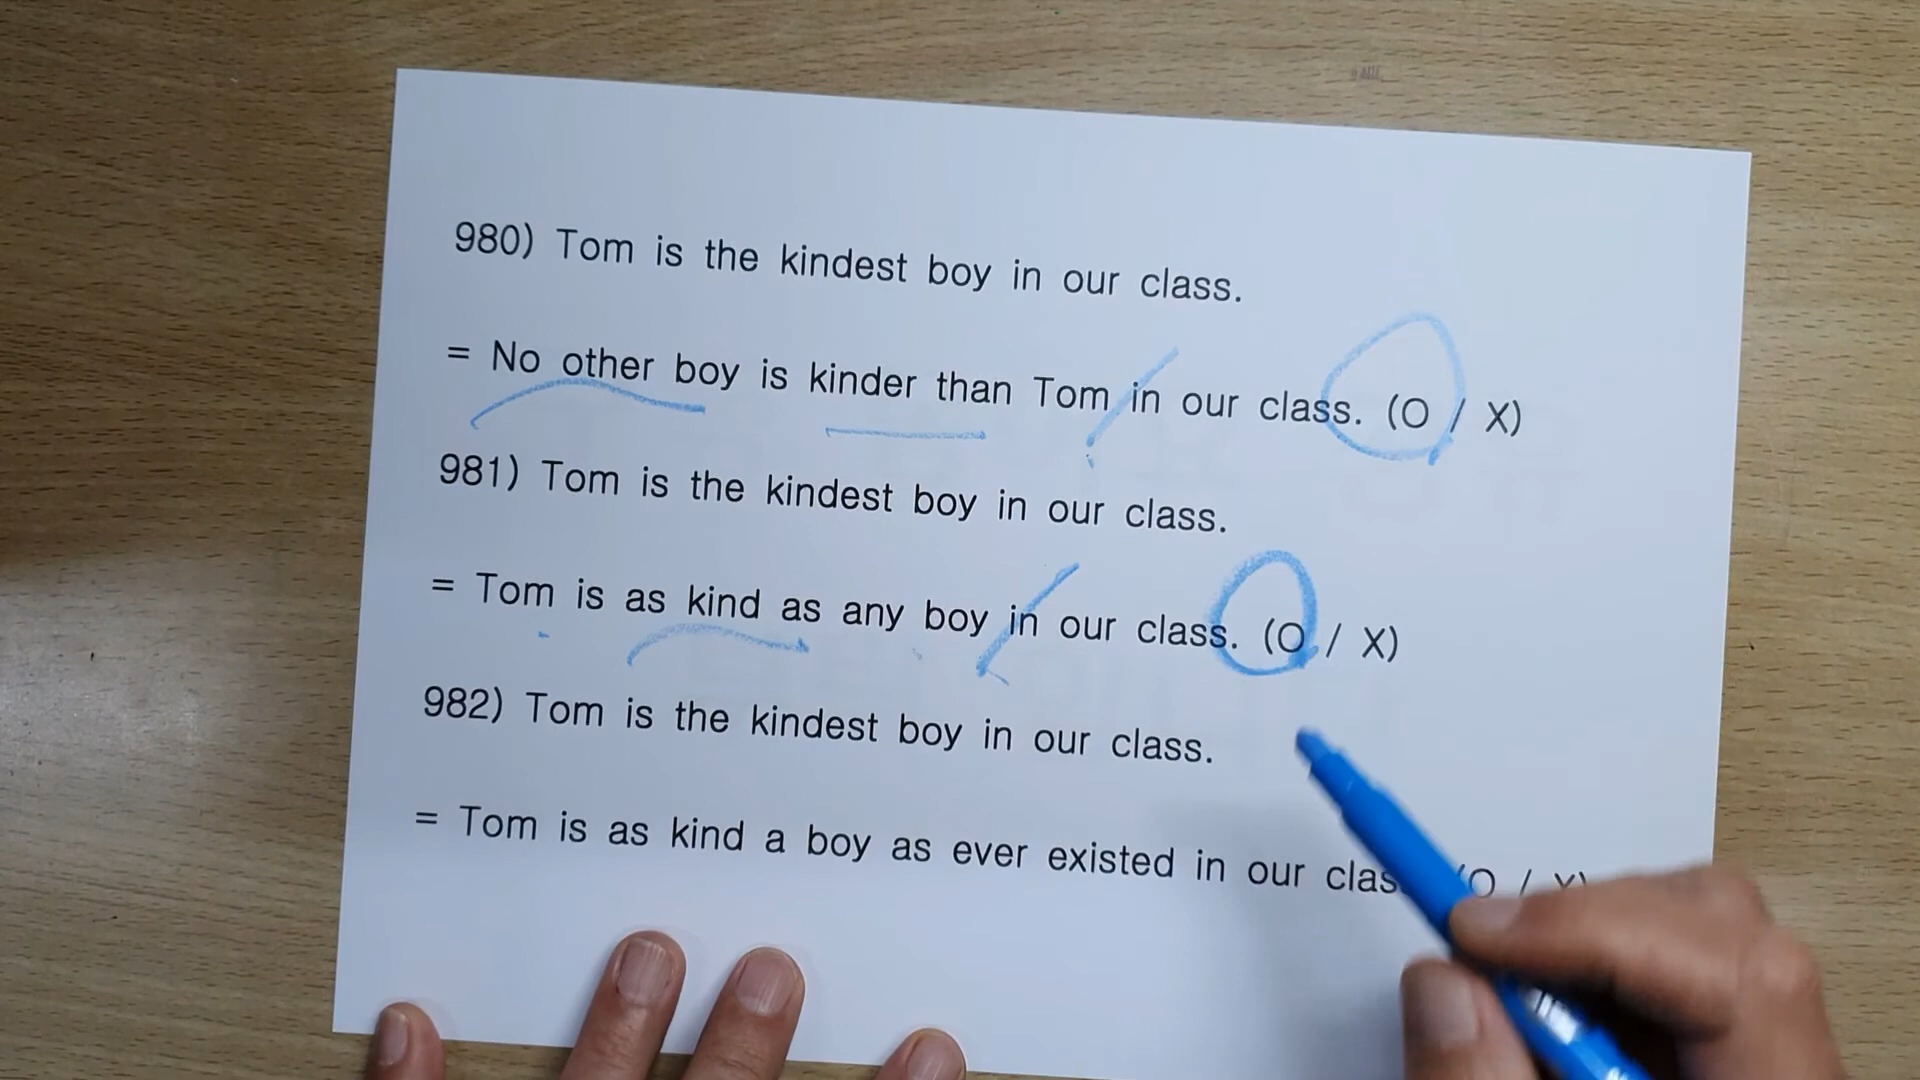 980) Tom is the kindest boy in our class.
= No other boy is kinder than Tom in our class. (O / X)
981) Tom is the kindest boy in our class.
= Tom is as kind as any boy in our class. (O / X)
982) Tom is the kindest boy in our class.
= Tom is as kind a boy as ever existed in our clas (O / X)